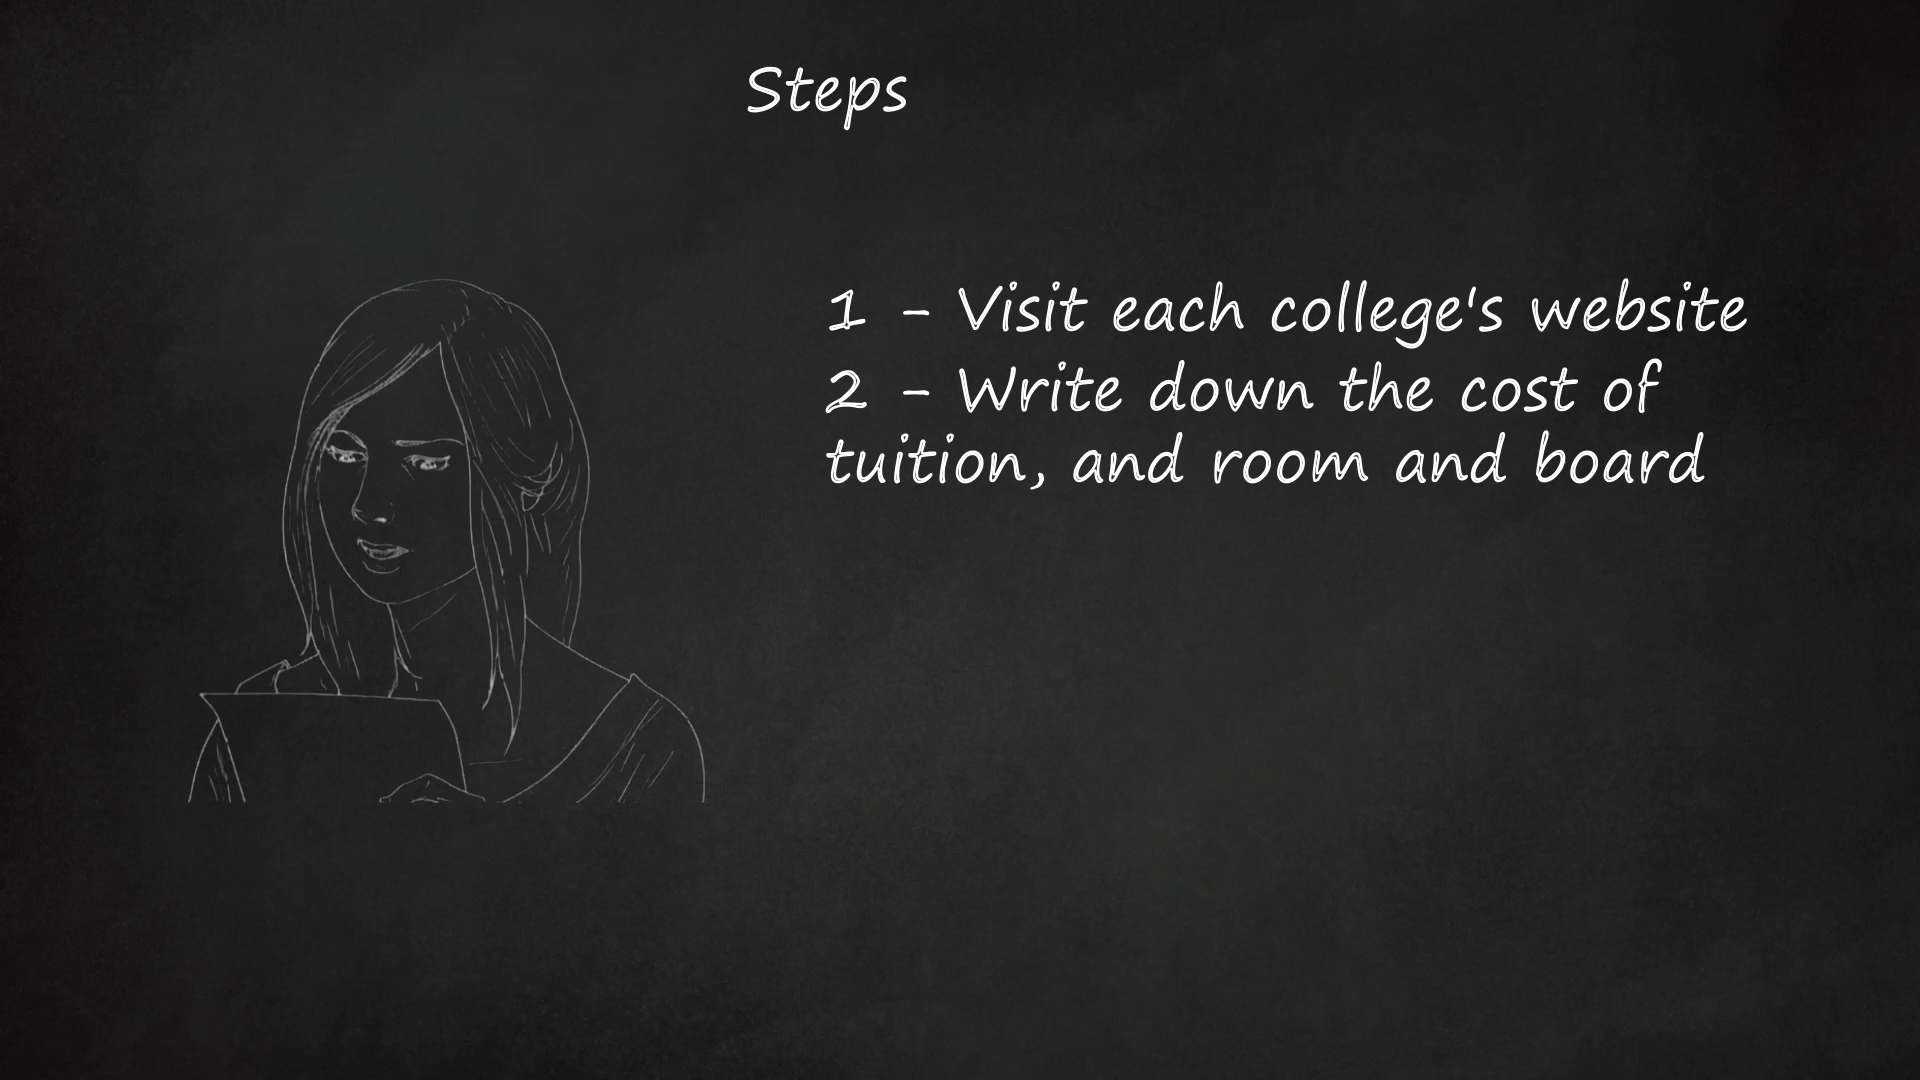 Steps
1 - Visit each college's website
2 - Write down the cost of
tuition, and room and board